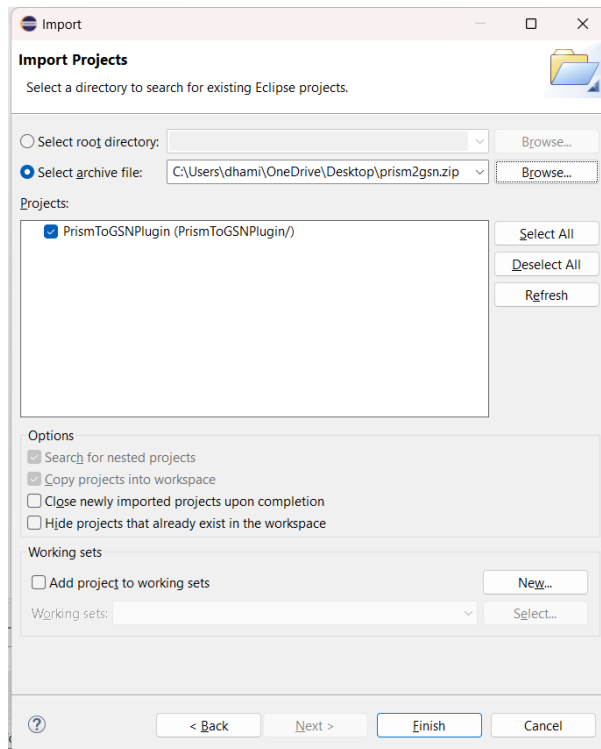 Import
Import Projects
Select a directory to search for existing Eclipse projects.
Select root directory:
Browse...
Select archive file:
C:\Users\dhami\OneDrive\Desktop\prism2gsn.zip
Browse...
Projects:
PrismToGSNPlugin (PrismToGSNPlugin/)
Select All
Deselect All
Refresh
Options
Search for nested projects
Copy projects into workspace
Close newly imported projects upon completion
Hide projects that already exist in the workspace
Working sets
Add project to working sets
New...
Working sets:
Select...
?
< Back
Next >
Finish
Cancel